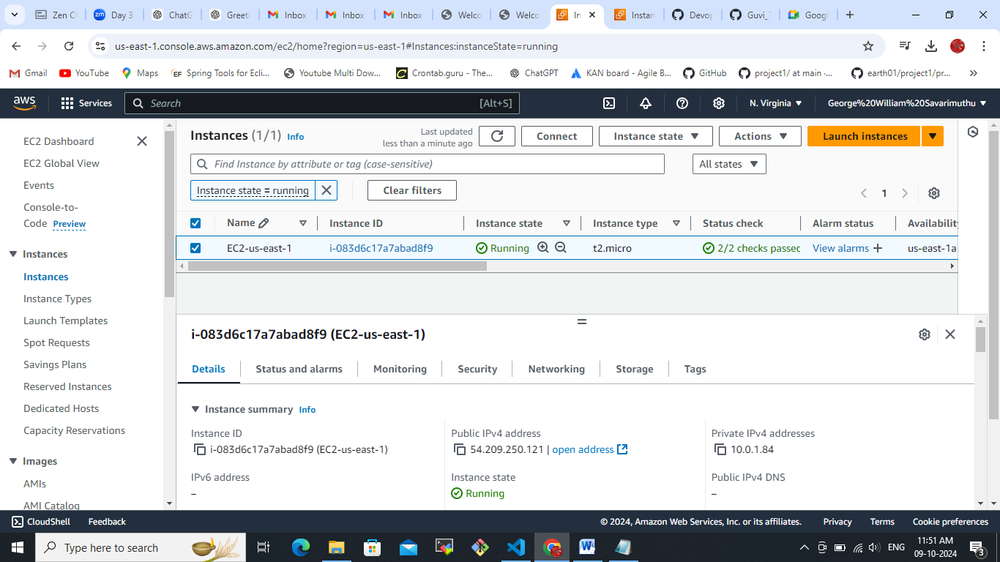 Zen Cl
Day 3
ChatG
Greeti
Inbox
Inbox
Inbox
Welco
Welco
In
Instan
Devop
Guvi_T
Googl
us-east-1.console.aws.amazon.com/ec2/home?region=us-east-1#Instances:instanceState=running
Gmail YouTube Maps Spring Tools for Ecli... Youtube Multi Dow... Crontab.guru - The... ChatGPT KAN board - Agile B... GitHub project1/ at main ·... earth01/project1/pr...
aws Services Search [Alt+S] N. Virginia George%20William%20Savarimuthu
EC2 Dashboard
EC2 Global View
Events
Console-to-
Code Preview
Instances
Instances
Instance Types
Launch Templates
Spot Requests
Savings Plans
Reserved Instances
Dedicated Hosts
Capacity Reservations
Images
AMIs
AMI Catalog
Instances (1/1) Info
Last updated
less than a minute ago
Connect Instance state Actions Launch instances
Find Instance by attribute or tag (case-sensitive) All states
Instance state = running Clear filters
1
Name Instance ID Instance state Instance type Status check Alarm status Availability
EC2-us-east-1 i-083d6c17a7abad8f9 Running t2.micro 2/2 checks passed View alarms us-east-1a
i-083d6c17a7abad8f9 (EC2-us-east-1)
Details Status and alarms Monitoring Security Networking Storage Tags
Instance summary Info
Instance ID Public IPv4 address Private IPv4 addresses
i-083d6c17a7abad8f9 (EC2-us-east-1) 54.209.250.121 | open address 10.0.1.84
IPv6 address Instance state Public IPv4 DNS
– Running –
CloudShell Feedback © 2024, Amazon Web Services, Inc. or its affiliates. Privacy Terms Cookie preferences
Type here to search ENG 11:51 AM
09-10-2024 3